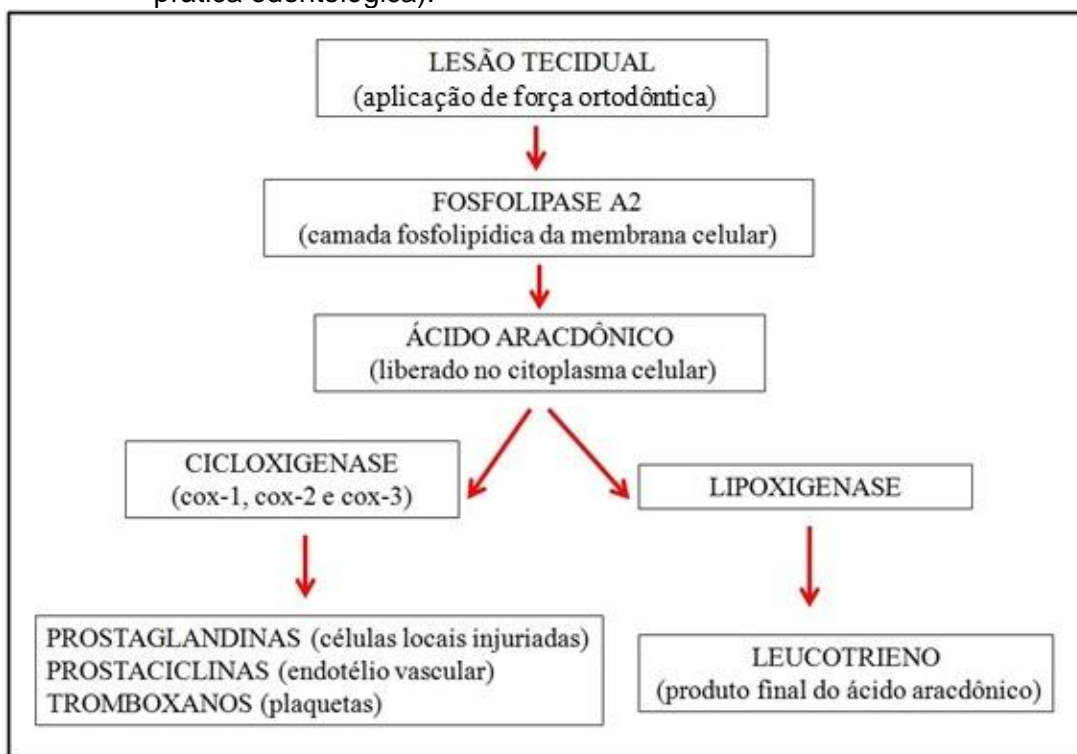 prática odontológica).
LESÃO TECIDUAL
(aplicação de força ortodôntica)
FOSFOLIPASE A2
(camada fosfolipídica da membrana celular)
ÁCIDO ARACDÔNICO
(liberado no citoplasma celular)
CICLOXIGENASE
(cox-1, cox-2 e cox-3)
LIPOXIGENASE
PROSTAGLANDINAS (células locais injuriadas)
PROSTACICLINAS (endotélio vascular)
TROMBOXANOS (plaquetas)
LEUCOTRIENO
(produto final do ácido aracdônico)